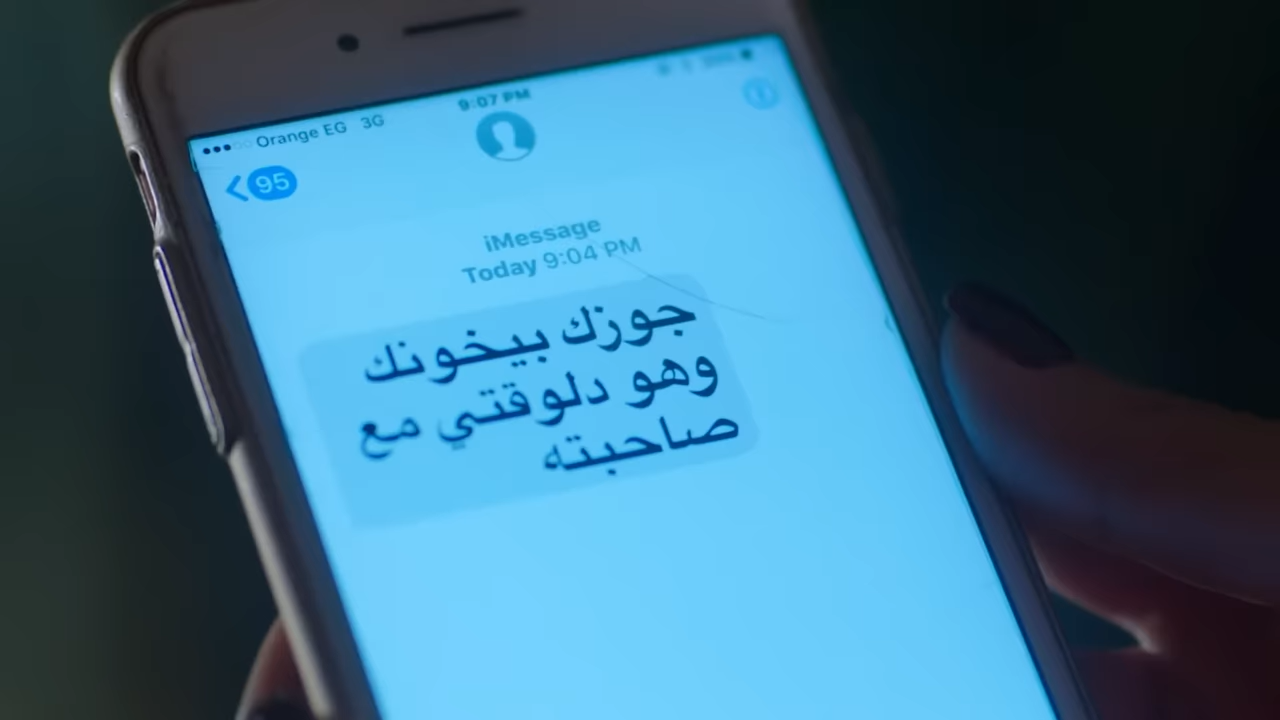 9:07 PM
Orange EG 3G
95
iMessage
Today 9:04 PM
جوزك بيخونك
وهو دلوقتي مع
صاحبته